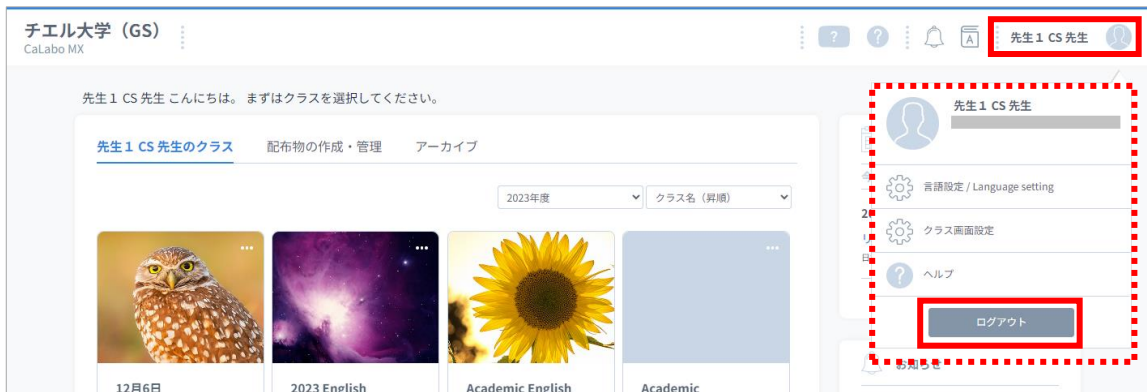 チエル大学（GS）
CaLabo MX
先生１ CS 先生
先生１ CS 先生 こんにちは。 まずはクラスを選択してください。
先生１ CS 先生のクラス
配布物の作成・管理
アーカイブ
2023年度
クラス名（昇順）
12月6日
2023 English
Academic English
Academic
先生１ CS 先生
言語設定 / Language setting
クラス画面設定
ヘルプ
ログアウト
お知らせ